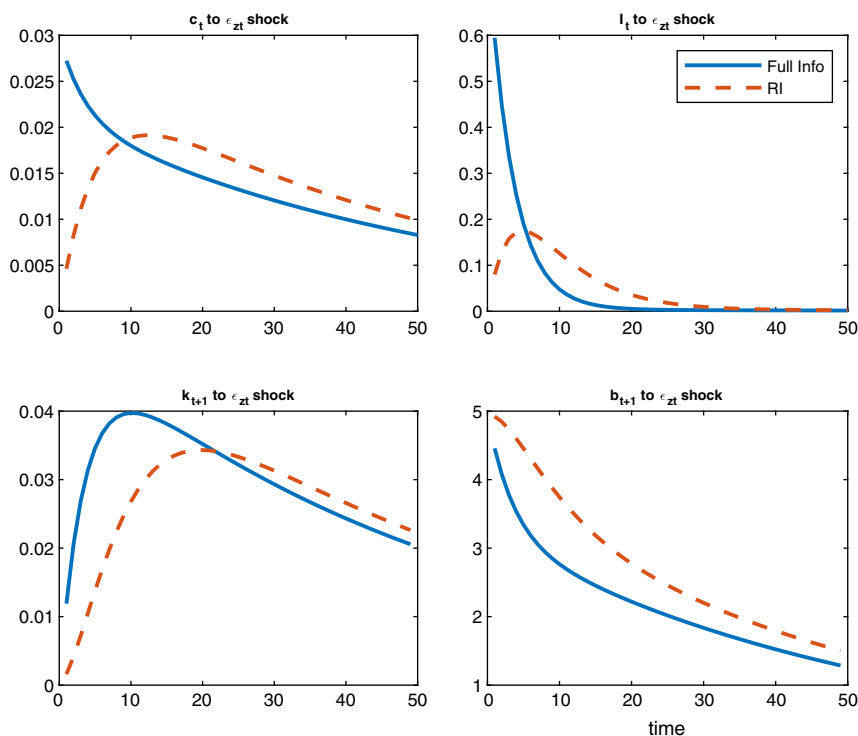 c_t to ϵ_zt shock
0.03
0.025
0.02
0.015
0.01
0.005
0
0 10 20 30 40 50
I_t to ϵ_zt shock
0.6
0.5
0.4
0.3
0.2
0.1
0
0 10 20 30 40 50
Full Info
RI
k_t+1 to ϵ_zt shock
0.04
0.03
0.02
0.01
0
0 10 20 30 40 50
b_t+1 to ϵ_zt shock
5
4
3
2
1
0 10 20 30 40 50
time